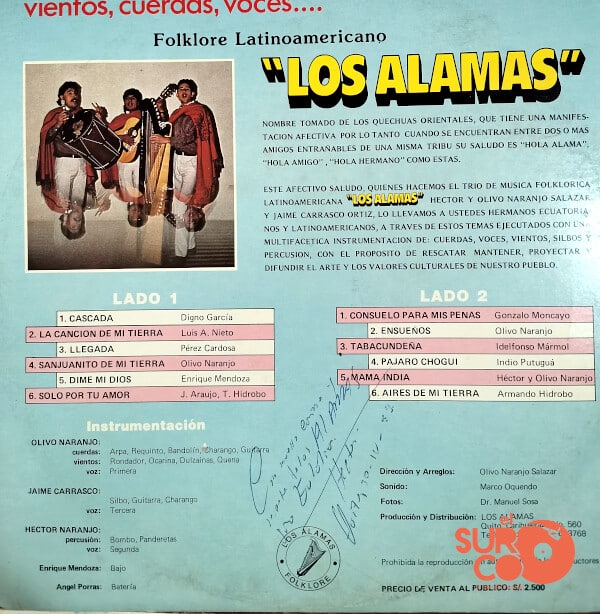 vientos, cuerdas, voces....
Folklore Latinoamericano
"LOS ALAMAS"
NOMBRE TOMADO DE LOS QUECHUAS ORIENTALES, QUE TIENE UNA MANIFES-
TACION AFECTIVA POR LO TANTO CUANDO SE ENCUENTRAN ENTRE DOS O MAS
AMIGOS ENTRAÑABLES DE UNA MISMA TRIBU SU SALUDO ES "HOLA ALAMA",
"HOLA AMIGO", "HOLA HERMANO" COMO ESTAS.
ESTE AFECTIVO SALUDO, QUIENES HACEMOS EL TRIO DE MUSICA FOLKLORICA
LATINOAMERICANA "LOS ALAMAS" HECTOR Y OLIVO NARANJO SALAZAR
Y JAIME CARRASCO ORTIZ, LO LLEVAMOS A USTEDES HERMANOS ECUATORIA
NOS Y LATINOAMERICANOS, A TRAVES DE ESTOS TEMAS EJECUTADOS CON UNA
MULTIFACETICA INSTRUMENTACION DE: CUERDAS, VOCES, VIENTOS, SILBOS Y
PERCUSION, CON EL PROPOSITO DE RESCATAR MANTENER, PROYECTAR Y
DIFUNDIR EL ARTE Y LOS VALORES CULTURALES DE NUESTRO PUEBLO.
LADO 1
1. CASCADA Digno García
2. LA CANCION DE MI TIERRA Luis A. Nieto
3. LLEGADA Pérez Cardosa
4. SANJUANITO DE MI TIERRA Olivo Naranjo
5. DIME MI DIOS Enrique Mendoza
6. SOLO POR TU AMOR J. Araujo, T. Hidrobo
LADO 2
1. CONSUELO PARA MIS PENAS Gonzalo Moncayo
2. ENSUEÑOS Olivo Naranjo
3. TABACUNDEÑA Idelfonso Mármol
4. PAJARO CHOGUI Indio Putuguá
5. MAMA INDIA Héctor y Olivo Naranjo
6. AIRES DE MI TIERRA Armando Hidrobo
Instrumentación
OLIVO NARANJO:
cuerdas: Arpa, Requinto, Bandolín, Charango, Guitarra
vientos: Rondador, Ocarina, Dulzainas, Quena
voz: Primera
JAIME CARRASCO:
Silbo, Guitarra, Charango
voz: Tercera
HECTOR NARANJO:
percusión: Bombo, Panderetas
voz: Segunda
Enrique Mendoza: Bajo
Angel Porras: Batería
LOS ALAMAS
FOLKLORE
Dirección y Arreglos: Olivo Naranjo Salazar
Sonido: Marco Oquendo
Fotos: Dr. Manuel Sosa
Producción y Distribución: LOS ALAMAS
Quito, 560
3768
Prohibida la reproducción
PRECIO DE VENTA AL PUBLICO: S/. 2.500
EL SURCO